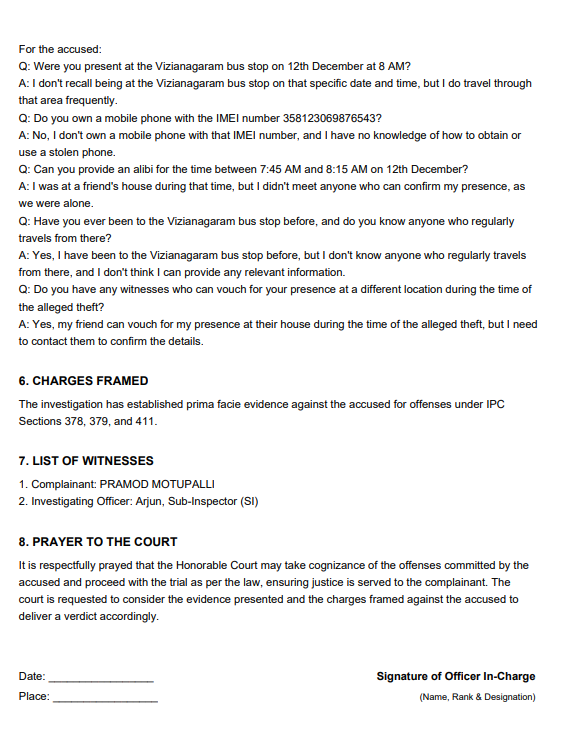 For the accused:
Q: Were you present at the Vizianagaram bus stop on 12th December at 8 AM?
A: I don't recall being at the Vizianagaram bus stop on that specific date and time, but I do travel through
that area frequently.
Q: Do you own a mobile phone with the IMEI number 358123069876543?
A: No, I don't own a mobile phone with that IMEI number, and I have no knowledge of how to obtain or
use a stolen phone.
Q: Can you provide an alibi for the time between 7:45 AM and 8:15 AM on 12th December?
A: I was at a friend's house during that time, but I didn't meet anyone who can confirm my presence, as
we were alone.
Q: Have you ever been to the Vizianagaram bus stop before, and do you know anyone who regularly
travels from there?
A: Yes, I have been to the Vizianagaram bus stop before, but I don't know anyone who regularly travels
from there, and I don't think I can provide any relevant information.
Q: Do you have any witnesses who can vouch for your presence at a different location during the time of
the alleged theft?
A: Yes, my friend can vouch for my presence at their house during the time of the alleged theft, but I need
to contact them to confirm the details.
6. CHARGES FRAMED
The investigation has established prima facie evidence against the accused for offenses under IPC
Sections 378, 379, and 411.
7. LIST OF WITNESSES
1. Complainant: PRAMOD MOTUPALLI
2. Investigating Officer: Arjun, Sub-Inspector (SI)
8. PRAYER TO THE COURT
It is respectfully prayed that the Honorable Court may take cognizance of the offenses committed by the
accused and proceed with the trial as per the law, ensuring justice is served to the complainant. The
court is requested to consider the evidence presented and the charges framed against the accused to
deliver a verdict accordingly.
Date: _________________ Signature of Officer In-Charge
Place: _________________ (Name, Rank & Designation)